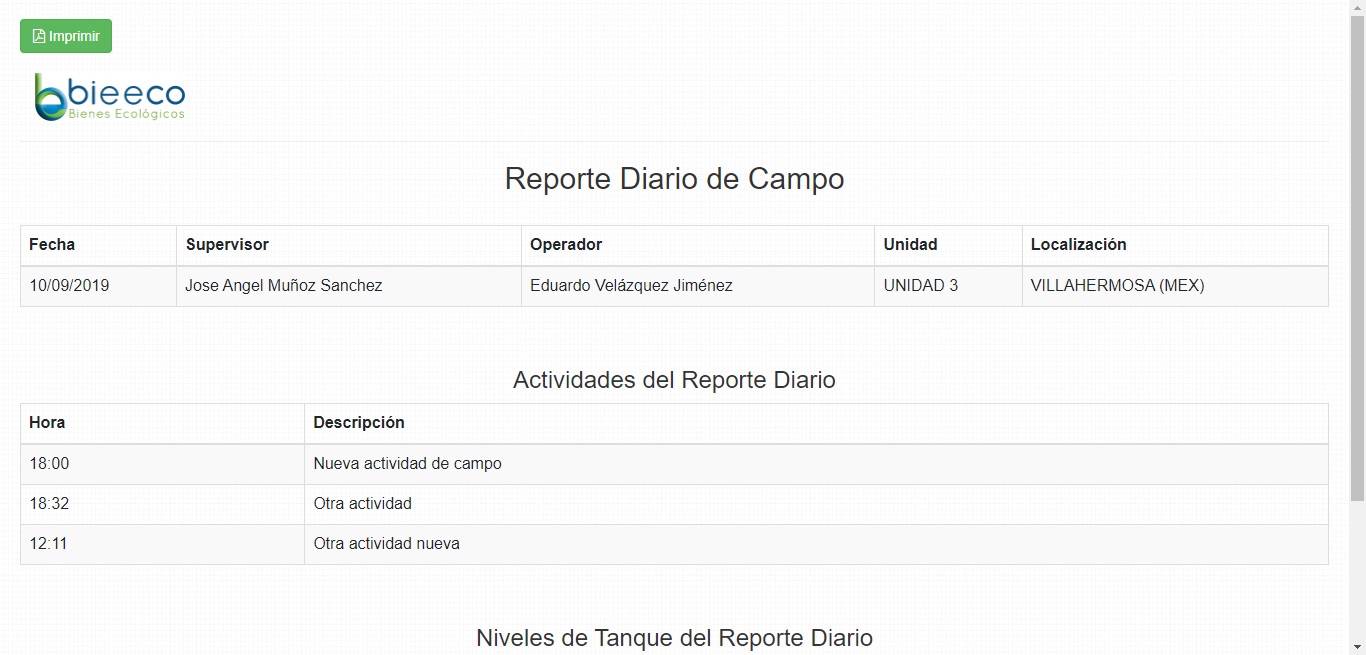 Imprimir
bieeco
Bienes Ecológicos
Reporte Diario de Campo
Fecha Supervisor Operador Unidad Localización
10/09/2019 Jose Angel Muñoz Sanchez Eduardo Velázquez Jiménez UNIDAD 3 VILLAHERMOSA (MEX)
Actividades del Reporte Diario
Hora Descripción
18:00 Nueva actividad de campo
18:32 Otra actividad
12:11 Otra actividad nueva
Niveles de Tanque del Reporte Diario